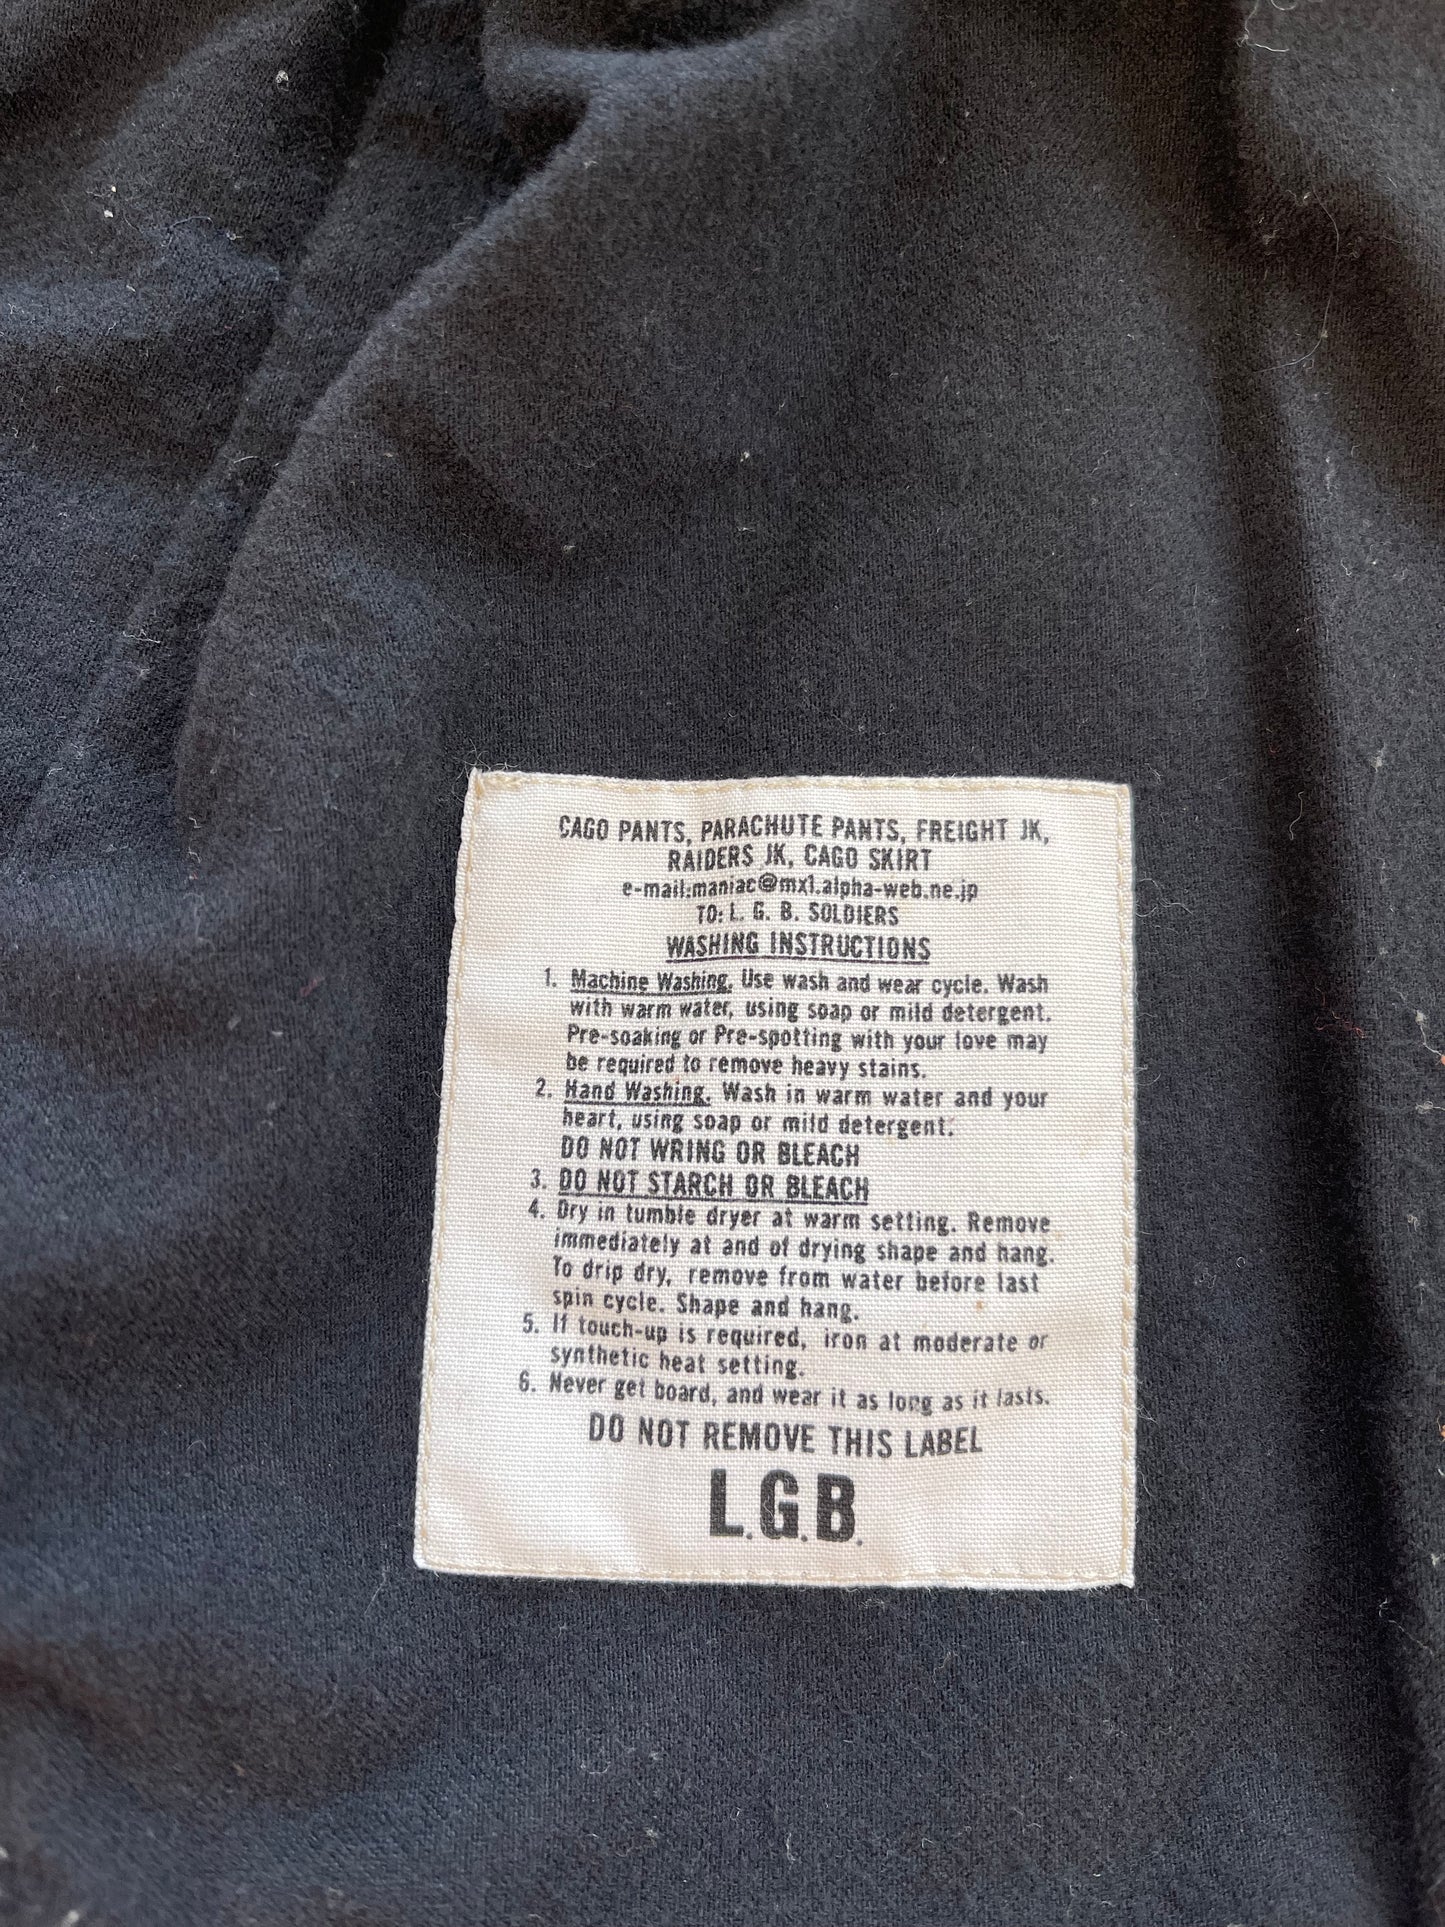 CAGO PANTS, PARACHUTE PANTS, FREIGHT JK,
RAIDERS JK, CAGO SKIRT
e-mail:maniac@mx1.alpha-web.ne.jp
TO: L. G. B. SOLDIERS
WASHING INSTRUCTIONS
1. Machine Washing. Use wash and wear cycle. Wash
with warm water, using soap or mild detergent.
Pre-soaking or Pre-spotting with your love may
be required to remove heavy stains.
2. Hand Washing. Wash in warm water and your
heart, using soap or mild detergent.
DO NOT WRING OR BLEACH
3. DO NOT STARCH OR BLEACH
4. Dry in tumble dryer at warm setting. Remove
immediately at and of drying shape and hang.
To drip dry, remove from water before last
spin cycle. Shape and hang.
5. If touch-up is required, iron at moderate or
synthetic heat setting.
6. Never get board, and wear it as long as it lasts.
DO NOT REMOVE THIS LABEL
L.G.B.